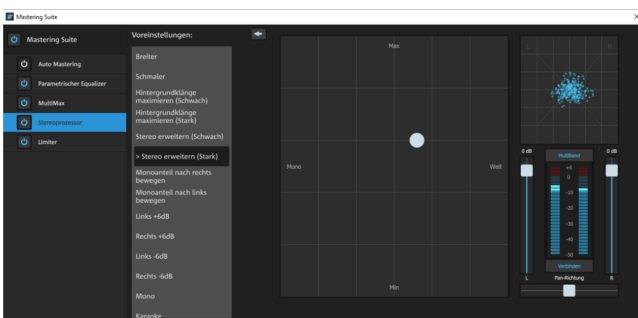 Mastering Suite
Mastering Suite
Auto Mastering
Parametrischer Equalizer
MultiMax
Stereoprozessor
Limiter
Voreinstellungen:
Breiter
Schmaler
Hintergrundklänge
maximieren (Schwach)
Hintergrundklänge
maximieren (Stark)
Stereo erweitern (Schwach)
> Stereo erweitern (Stark)
Monoanteil nach rechts
bewegen
Monoanteil nach links
bewegen
Links +6dB
Rechts +6dB
Links -6dB
Rechts -6dB
Mono
Karaoke
Max
Mono
Weit
Min
L R
0 dB
Multiband
0 dB
+6
0
-10
-20
-30
-40
-50
Verbinden
L Pan-Richtung R